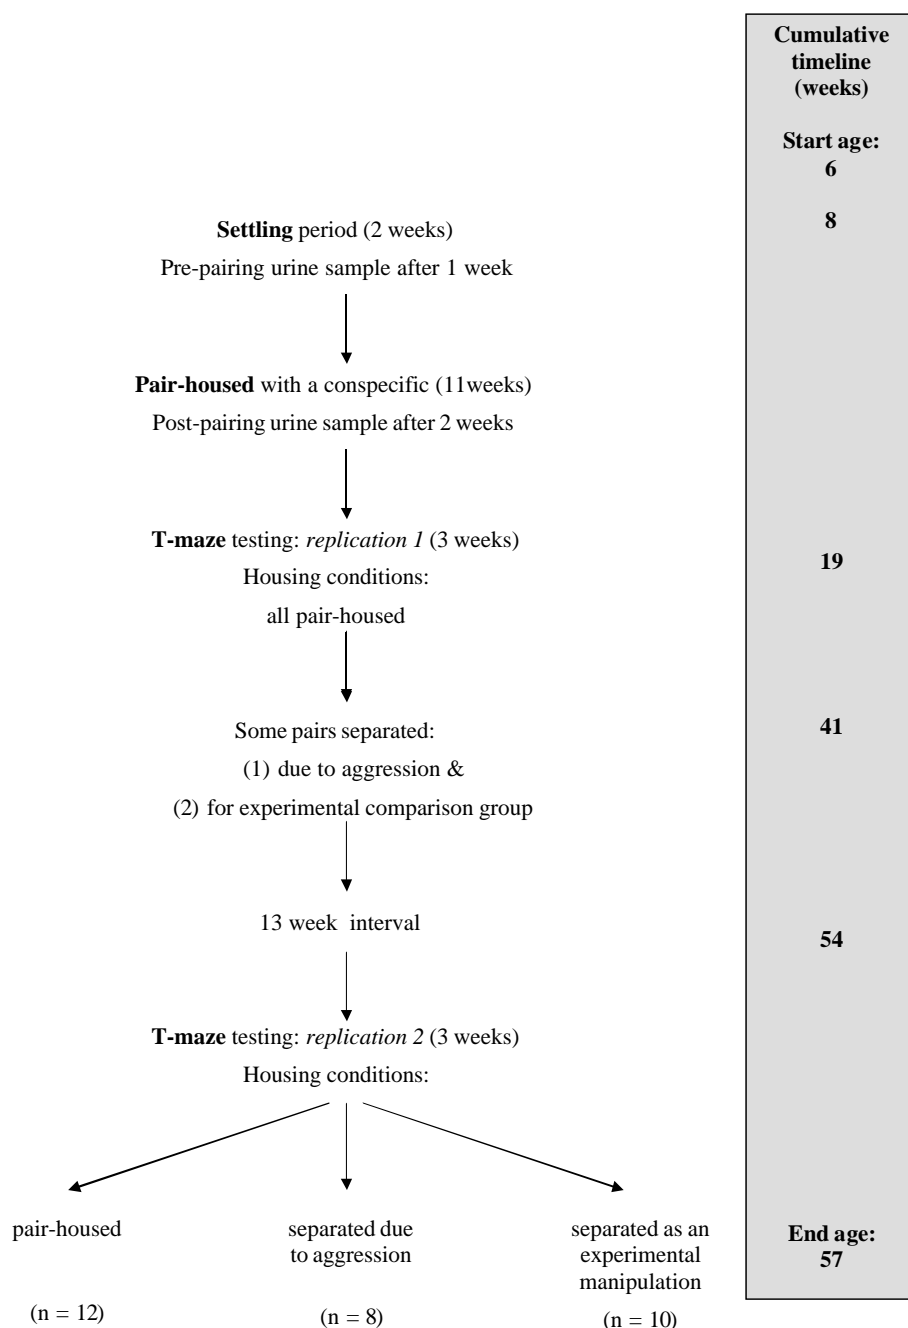 Cumulative
timeline
(weeks)
Start age:
6
8
Settling period (2 weeks)
Pre-pairing urine sample after 1 week
Pair-housed with a conspecific (11weeks)
Post-pairing urine sample after 2 weeks
T-maze testing: replication 1 (3 weeks)
19
Housing conditions:
all pair-housed
Some pairs separated:
41
(1) due to aggression &
(2) for experimental comparison group
13 week interval
54
T-maze testing: replication 2 (3 weeks)
Housing conditions:
pair-housed
(n = 12)
separated due
to aggression
(n = 8)
separated as an
experimental
manipulation
(n = 10)
End age:
57